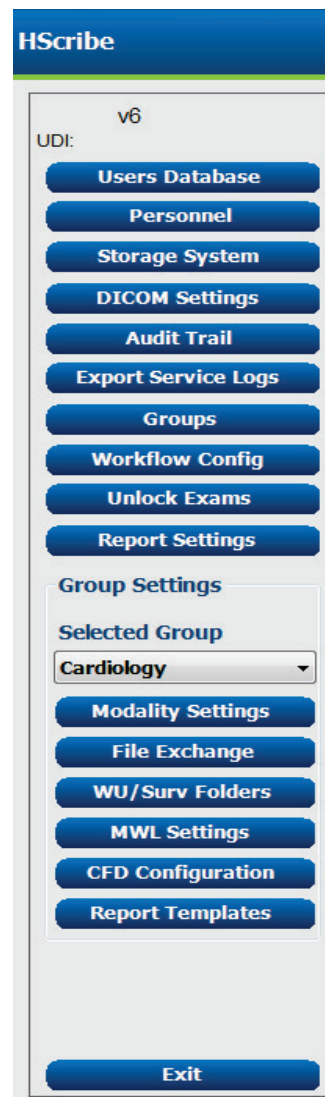 HScribe
v6
UDI:
Users Database
Personnel
Storage System
DICOM Settings
Audit Trail
Export Service Logs
Groups
Workflow Config
Unlock Exams
Report Settings
Group Settings
Selected Group
Cardiology
Modality Settings
File Exchange
WU/Surv Folders
MWL Settings
CFD Configuration
Report Templates
Exit